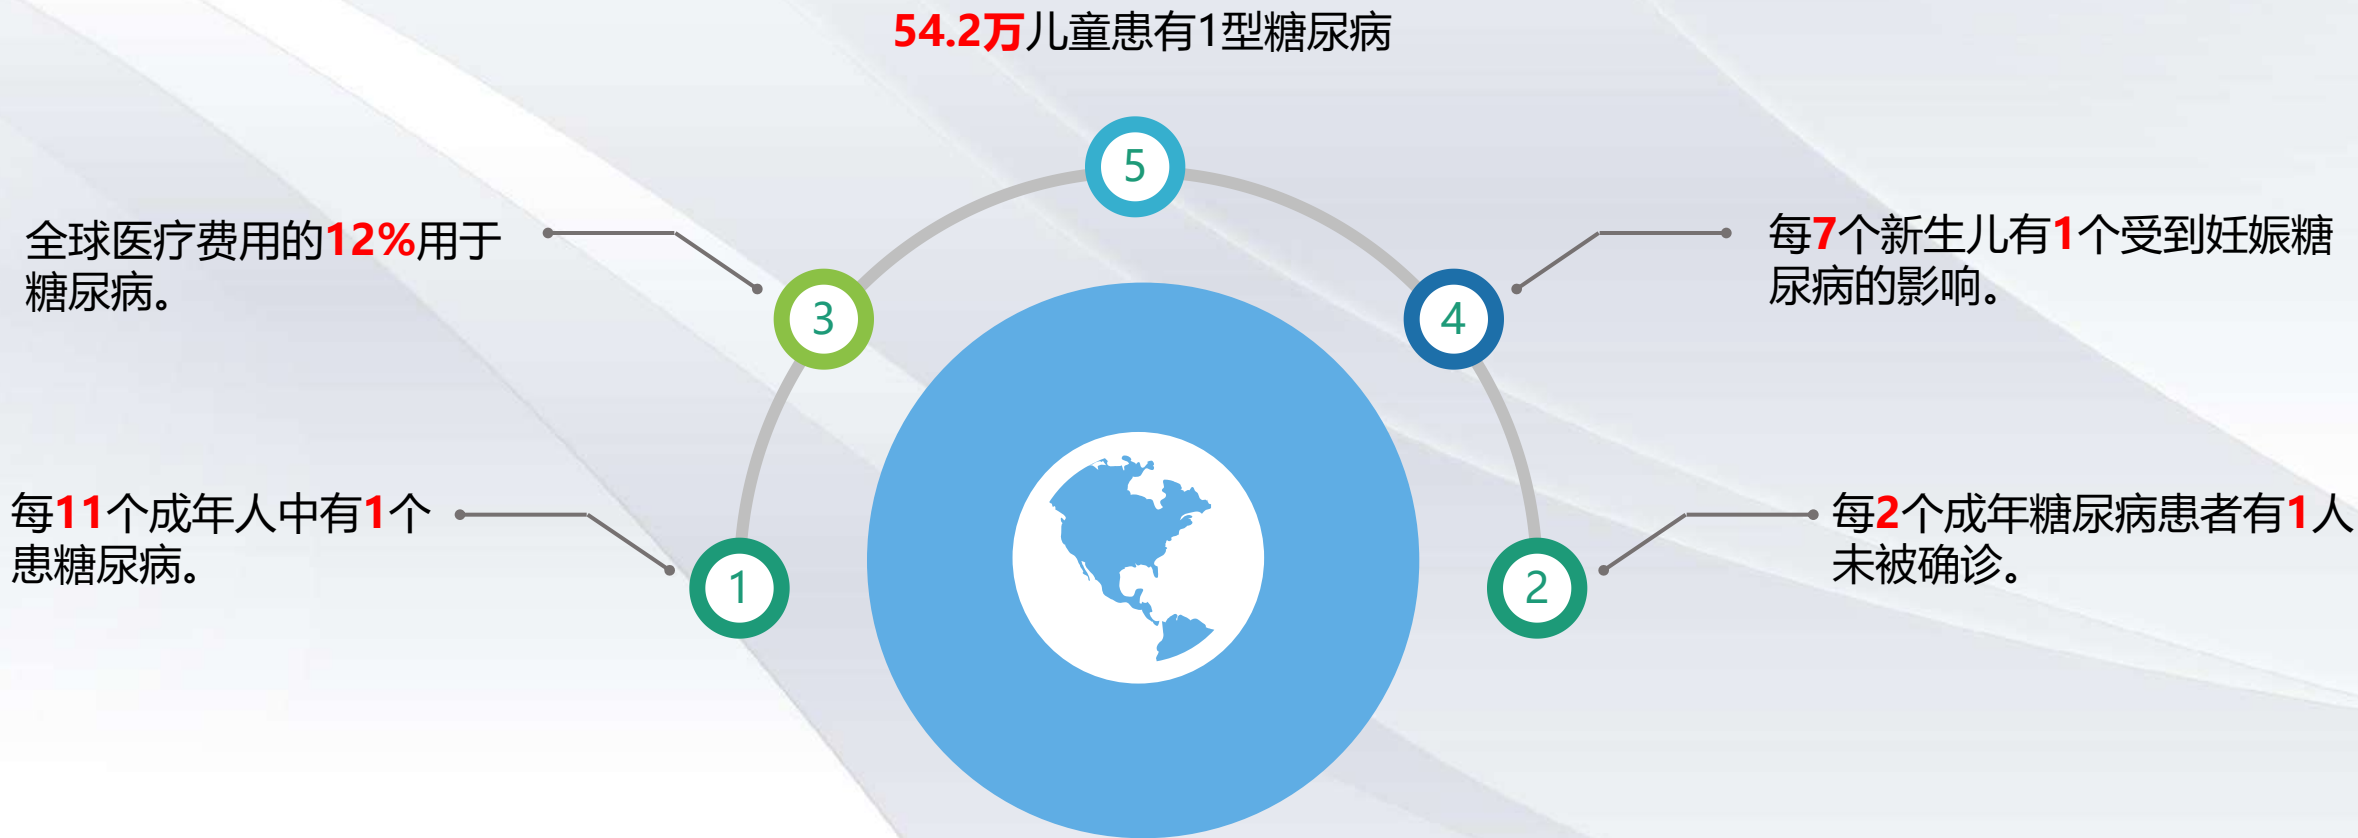 54.2万儿童患有1型糖尿病
5
全球医疗费用的12%用于
糖尿病。
3
4
每7个新生儿有1个受到妊娠糖
尿病的影响。
每11个成年人中有1个
患糖尿病。
1
2
每2个成年糖尿病患者有1人
未被确诊。